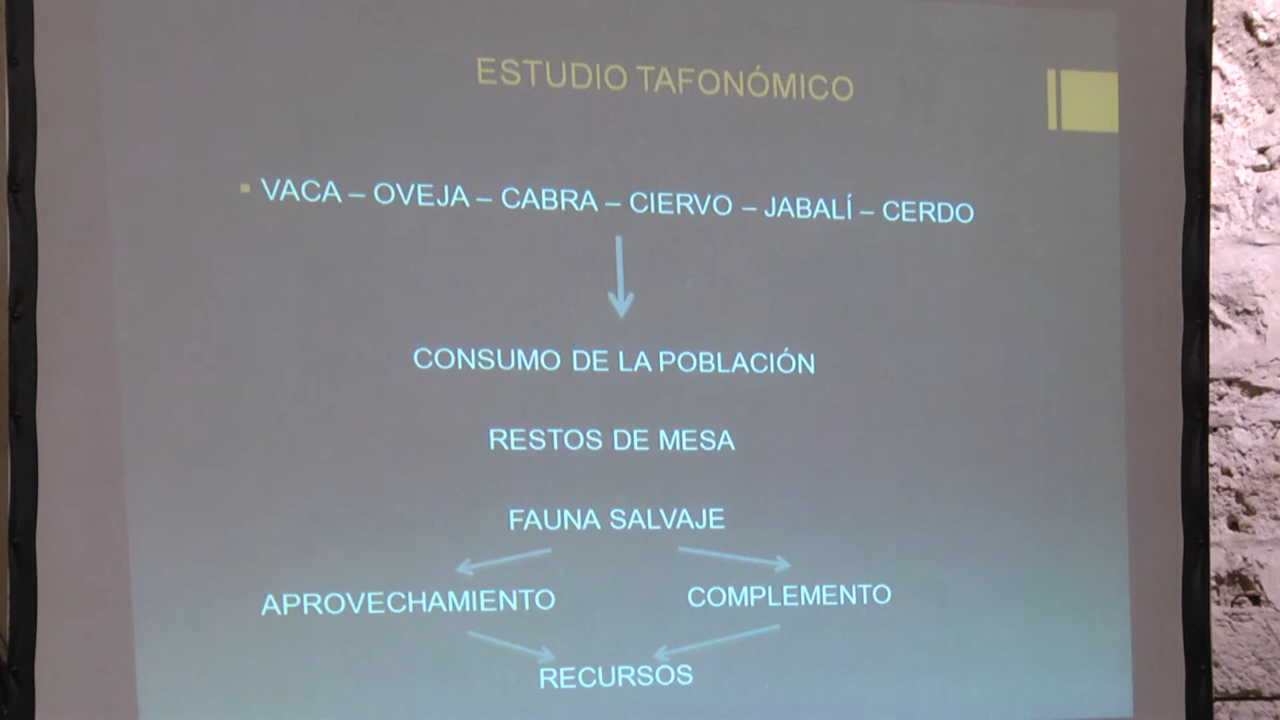 ESTUDIO TAFONÓMICO
VACA – OVEJA – CABRA – CIERVO – JABALÍ – CERDO
CONSUMO DE LA POBLACIÓN
RESTOS DE MESA
FAUNA SALVAJE
APROVECHAMIENTO COMPLEMENTO
RECURSOS